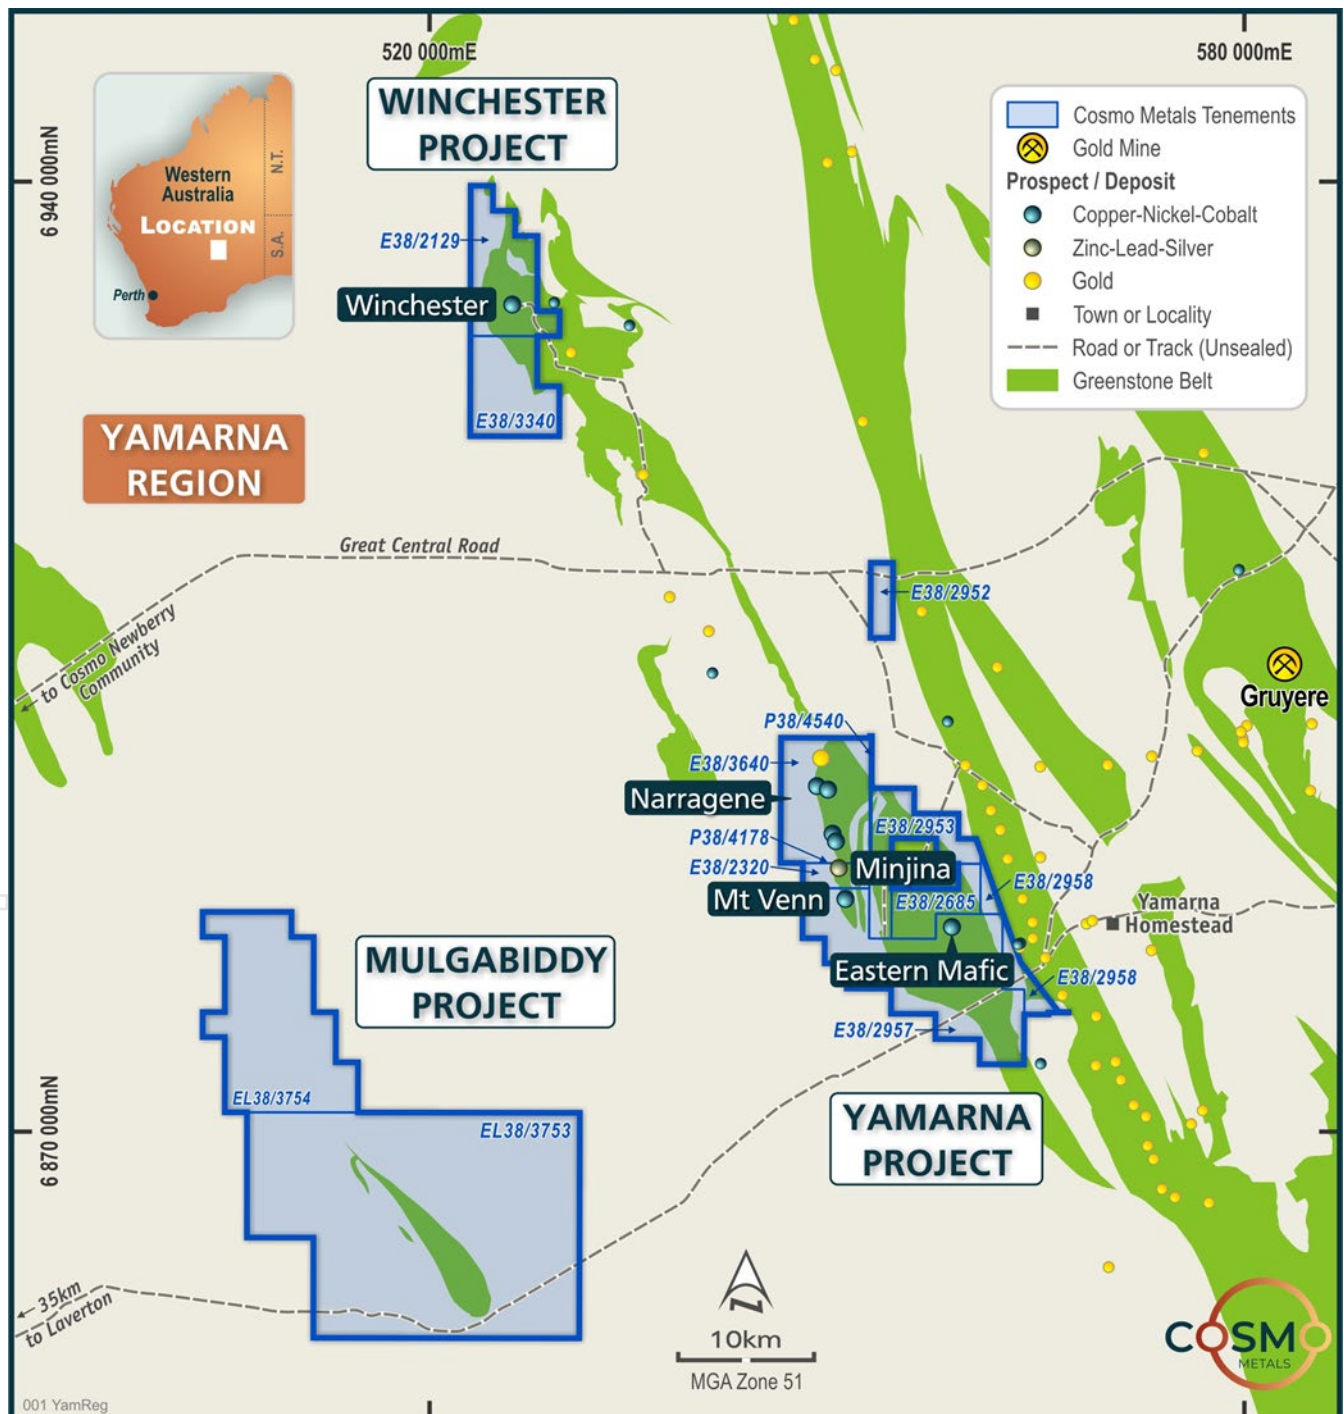 520 000mE
580 000mE
WINCHESTER
PROJECT
Western
Australia
LOCATION
N.T.
S.A.
Perth
6 940 000mN
Cosmo Metals Tenements
Gold Mine
Prospect / Deposit
Copper-Nickel-Cobalt
Zinc-Lead-Silver
Gold
Town or Locality
Road or Track (Unsealed)
Greenstone Belt
E38/2129
Winchester
E38/3340
YAMARNA
REGION
Great Central Road
to Cosmo Newberry
Community
E38/2952
Gruyere
P38/4540
E38/3640
Narragene
P38/4178
E38/2953
E38/2320
Minjina
Mt Venn
E38/2685
E38/2958
Yamarna
Homestead
Eastern Mafic
E38/2958
E38/2957
MULGABIDDY
PROJECT
EL38/3754
EL38/3753
YAMARNA
PROJECT
6 870 000mN
35km
to Laverton
N
10km
MGA Zone 51
COSMO
METALS
001 YamReg